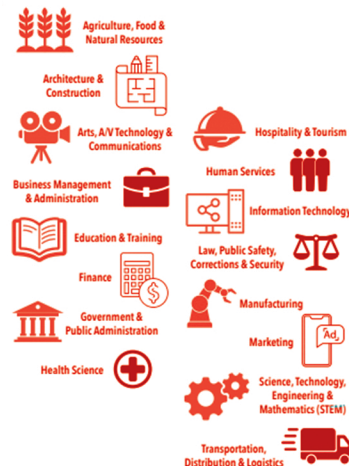 Agriculture, Food &
Natural Resources
Architecture &
Construction
Arts, A/V Technology &
Communications
Business Management
& Administration
Education & Training
Finance
Government &
Public Administration
Health Science
Hospitality & Tourism
Human Services
Information Technology
Law, Public Safety,
Corrections & Security
Manufacturing
Marketing
Ad
Science, Technology,
Engineering &
Mathematics (STEM)
Transportation,
Distribution & Logistics